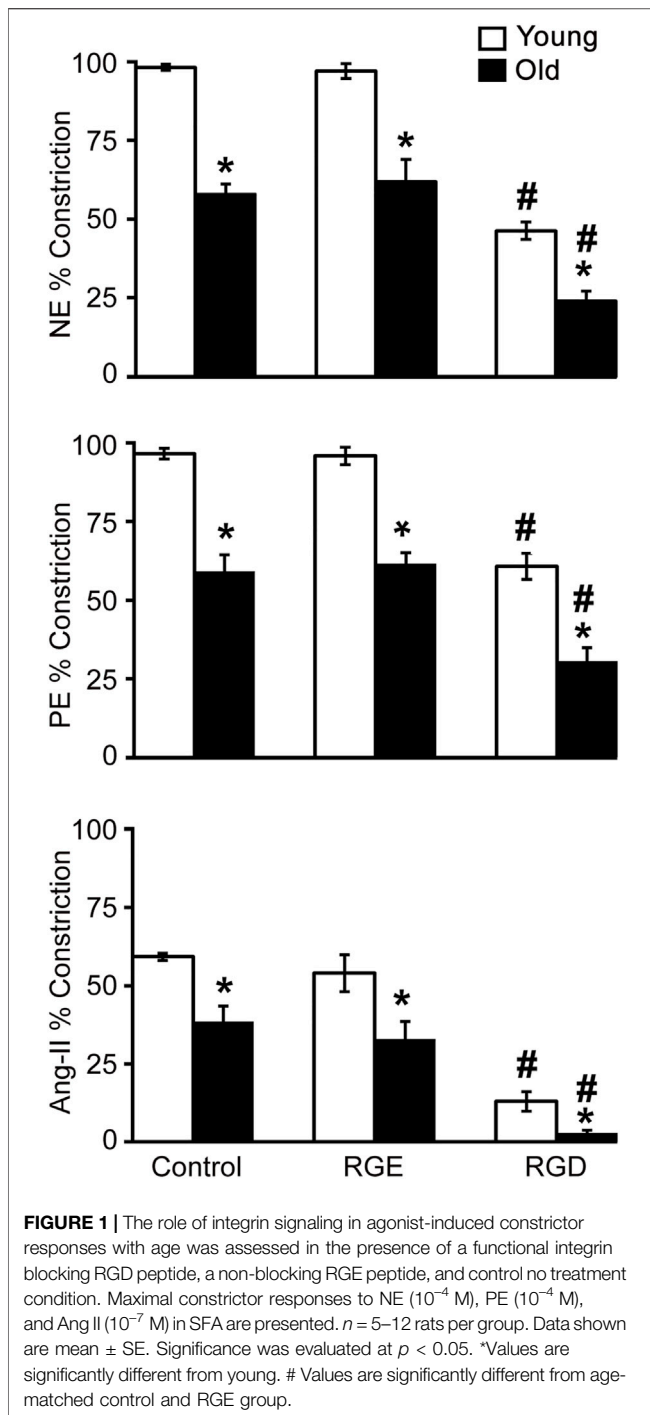 Young
Old
NE % Constriction
100
75
50
25
0
*
*
#
#
*
PE % Constriction
100
75
50
25
0
*
*
#
#
*
Ang-II % Constriction
100
75
50
25
0
*
*
#
#
*
Control RGE RGD
FIGURE 1 | The role of integrin signaling in agonist-induced constrictor
responses with age was assessed in the presence of a functional integrin
blocking RGD peptide, a non-blocking RGE peptide, and control no treatment
condition. Maximal constrictor responses to NE (10⁻⁴ M), PE (10⁻⁴ M),
and Ang II (10⁻⁷ M) in SFA are presented. n = 5–12 rats per group. Data shown
are mean ± SE. Significance was evaluated at p < 0.05. *Values are
significantly different from young. # Values are significantly different from age-
matched control and RGE group.